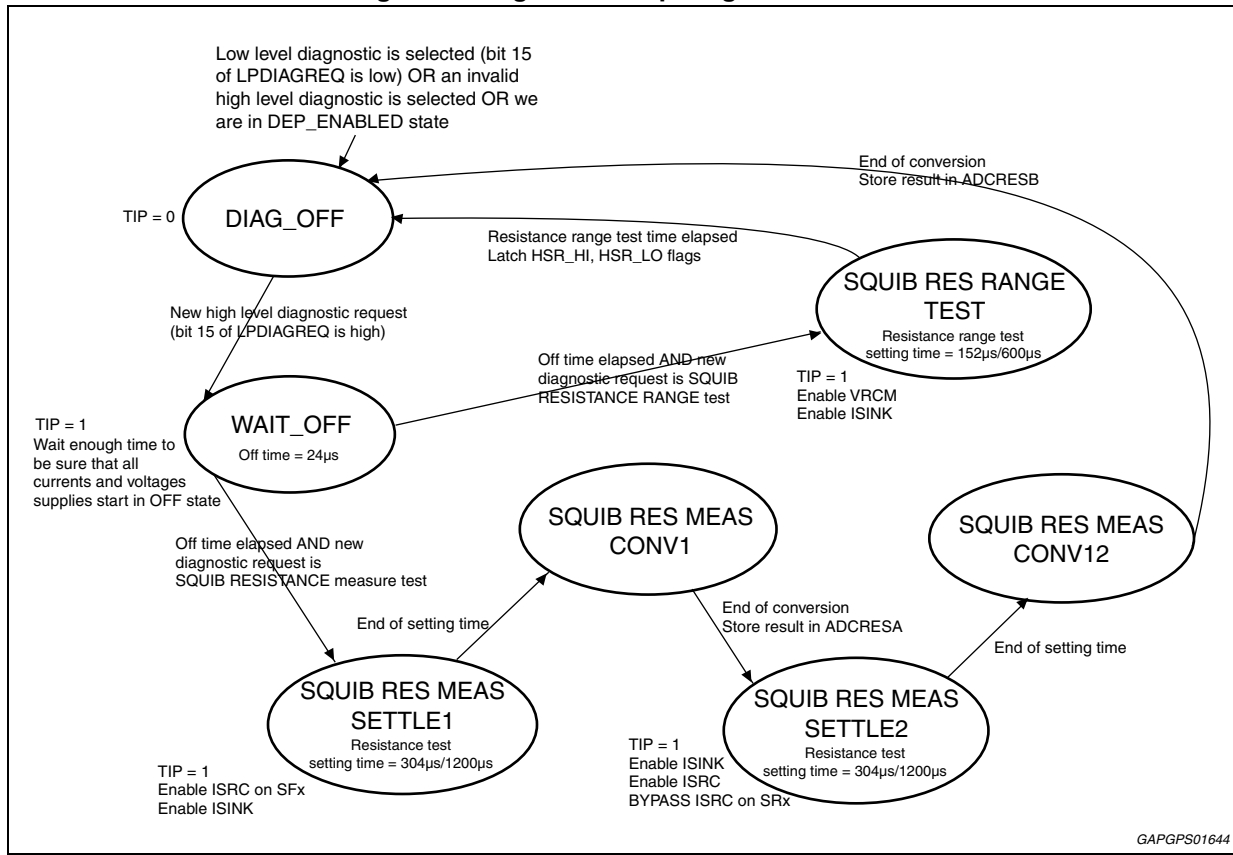 Low level diagnostic is selected (bit 15
of LPDIAGREQ is low) OR an invalid
high level diagnostic is selected OR we
are in DEP_ENABLED state
End of conversion
Store result in ADCRESB
TIP = 0
DIAG_OFF
Resistance range test time elapsed
Latch HSR_HI, HSR_LO flags
SQUIB RES RANGE
TEST
Resistance range test
setting time = 152µs/600µs
New high level diagnostic request
(bit 15 of LPDIAGREQ is high)
Off time elapsed AND new
diagnostic request is SQUIB
RESISTANCE RANGE test
TIP = 1
Enable VRCM
Enable ISINK
TIP = 1
Wait enough time to
be sure that all
currents and voltages
supplies start in OFF state
WAIT_OFF
Off time = 24µs
SQUIB RES MEAS
CONV1
SQUIB RES MEAS
CONV12
Off time elapsed AND new
diagnostic request is
SQUIB RESISTANCE measure test
End of setting time
End of conversion
Store result in ADCRESA
End of setting time
SQUIB RES MEAS
SETTLE1
Resistance test
setting time = 304µs/1200µs
TIP = 1
Enable ISRC on SFx
Enable ISINK
SQUIB RES MEAS
SETTLE2
Resistance test
setting time = 304µs/1200µs
TIP = 1
Enable ISINK
Enable ISRC
BYPASS ISRC on SRx
GAPGPS01644